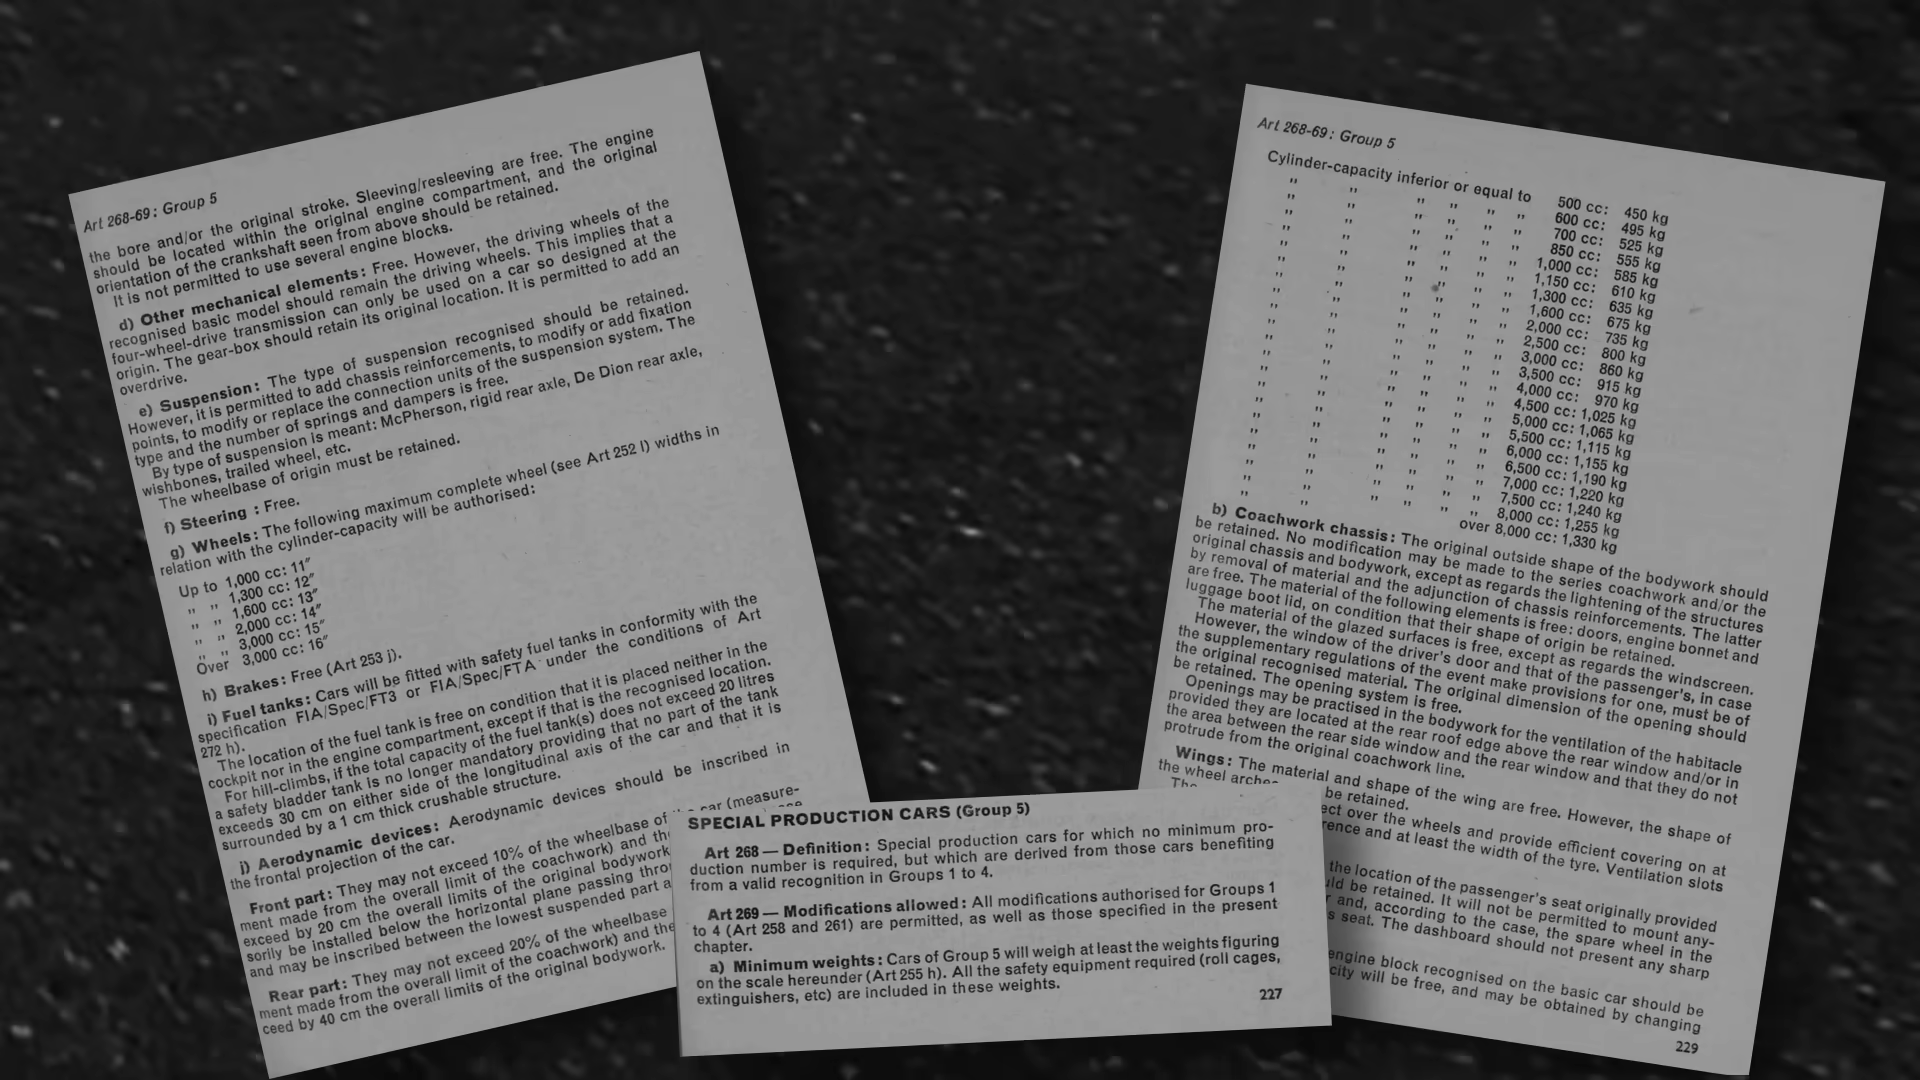 Art 268-69: Group 5
the bore and/or the original stroke. Sleeving/resleeving are free. The engine
should be located within the original engine compartment, and the original
orientation of the crankshaft seen from above should be retained.
It is not permitted to use several engine blocks.
d) Other mechanical elements: Free. However, the driving wheels of the
recognised basic model should remain the driving wheels. This implies that a
four-wheel-drive transmission can only be used on a car so designed at the
origin. The gear-box should retain its original location. It is permitted to add an
overdrive.
e) Suspension: The type of suspension recognised should be retained.
However, it is permitted to add chassis reinforcements, to modify or add fixation
points, to modify or replace the connection units of the suspension system. The
type and the number of springs and dampers is free.
By type of suspension is meant: McPherson, rigid rear axle, De Dion rear axle,
wishbones, trailed wheel, etc.
The wheelbase of origin must be retained.
f) Steering : Free.
g) Wheels: The following maximum complete wheel (see Art 252 l) widths in
relation with the cylinder-capacity will be authorised:
Up to 1,000 cc: 11″
" " 1,300 cc: 12″
" " 1,600 cc: 13″
" " 2,000 cc: 14″
" " 3,000 cc: 15″
Over 3,000 cc: 16″
h) Brakes: Free (Art 253 j).
i) Fuel tanks: Cars will be fitted with safety fuel tanks in conformity with the
specification FIA/Spec/FT3 or FIA/Spec/FTA under the conditions of Art
272 h).
The location of the fuel tank is free on condition that it is placed neither in the
cockpit nor in the engine compartment, except if that is the recognised location.
For hill-climbs, if the total capacity of the fuel tank(s) does not exceed 20 litres
a safety bladder tank is no longer mandatory providing that no part of the tank
exceeds 30 cm on either side of the longitudinal axis of the car and that it is
surrounded by a 1 cm thick crushable structure.
j) Aerodynamic devices: Aerodynamic devices should be inscribed in
the frontal projection of the car.
Front part: They may not exceed 10% of the wheelbase of the car (measure-
ment made from the overall limit of the coachwork) and the
exceed by 20 cm the overall limits of the original bodywork
sorily be installed below the horizontal plane passing
and may be inscribed between the lowest suspended part
Rear part: They may not exceed 20% of the wheelbase
ment made from the overall limit of the coachwork) and the
ceed by 40 cm the overall limits of the original bodywork.
SPECIAL PRODUCTION CARS (Group 5)
Art 268 — Definition: Special production cars for which no minimum pro-
duction number is required, but which are derived from those cars benefiting
from a valid recognition in Groups 1 to 4.
Art 269 — Modifications allowed: All modifications authorised for Groups 1
to 4 (Art 258 and 261) are permitted, as well as those specified in the present
chapter.
a) Minimum weights: Cars of Group 5 will weigh at least the weights figuring
on the scale hereunder (Art 255 h). All the safety equipment required (roll cages,
extinguishers, etc) are included in these weights.
227
Art 268-69: Group 5
Cylinder-capacity inferior or equal to 500 cc: 450 kg
" " " " " " 600 cc: 495 kg
" " " " " " 700 cc: 525 kg
" " " " " " 850 cc: 555 kg
" " " " " " 1,000 cc: 585 kg
" " " " " " 1,150 cc: 610 kg
" " " " " " 1,300 cc: 635 kg
" " " " " " 1,600 cc: 675 kg
" " " " " " 2,000 cc: 735 kg
" " " " " " 2,500 cc: 800 kg
" " " " " " 3,000 cc: 860 kg
" " " " " " 3,500 cc: 915 kg
" " " " " " 4,000 cc: 970 kg
" " " " " " 4,500 cc: 1,025 kg
" " " " " " 5,000 cc: 1,065 kg
" " " " " " 5,500 cc: 1,115 kg
" " " " " " 6,000 cc: 1,155 kg
" " " " " " 6,500 cc: 1,190 kg
" " " " " " 7,000 cc: 1,220 kg
" " " " " " 7,500 cc: 1,240 kg
" " " " " " 8,000 cc: 1,255 kg
over 8,000 cc: 1,330 kg
b) Coachwork chassis: The original outside shape of the bodywork should
be retained. No modification may be made to the series coachwork and/or the
original chassis and bodywork, except as regards the lightening of the structures
by removal of material and the adjunction of chassis reinforcements. The latter
are free. The material of the following elements is free: doors, engine bonnet and
luggage boot lid, on condition that their shape of origin be retained.
The material of the glazed surfaces is free, except as regards the windscreen.
However, the window of the driver's door and that of the passenger's, in case
the supplementary regulations of the event make provisions for one, must be of
the original recognised material. The original dimension of the opening should
be retained. The opening system is free.
Openings may be practised in the bodywork for the ventilation of the habitacle
provided they are located at the rear roof edge above the rear window and/or in
the area between the rear side window and the rear window and that they do not
protrude from the original coachwork line.
Wings: The material and shape of the wing are free. However, the shape of
the wheel arches be retained.
The ect over the wheels and provide efficient covering on at
rence and at least the width of the tyre. Ventilation slots
the location of the passenger's seat originally provided
uld be retained. It will not be permitted to mount any-
r and, according to the case, the spare wheel in the
s seat. The dashboard should not present any sharp
engine block recognised on the basic car should be
city will be free, and may be obtained by changing
229